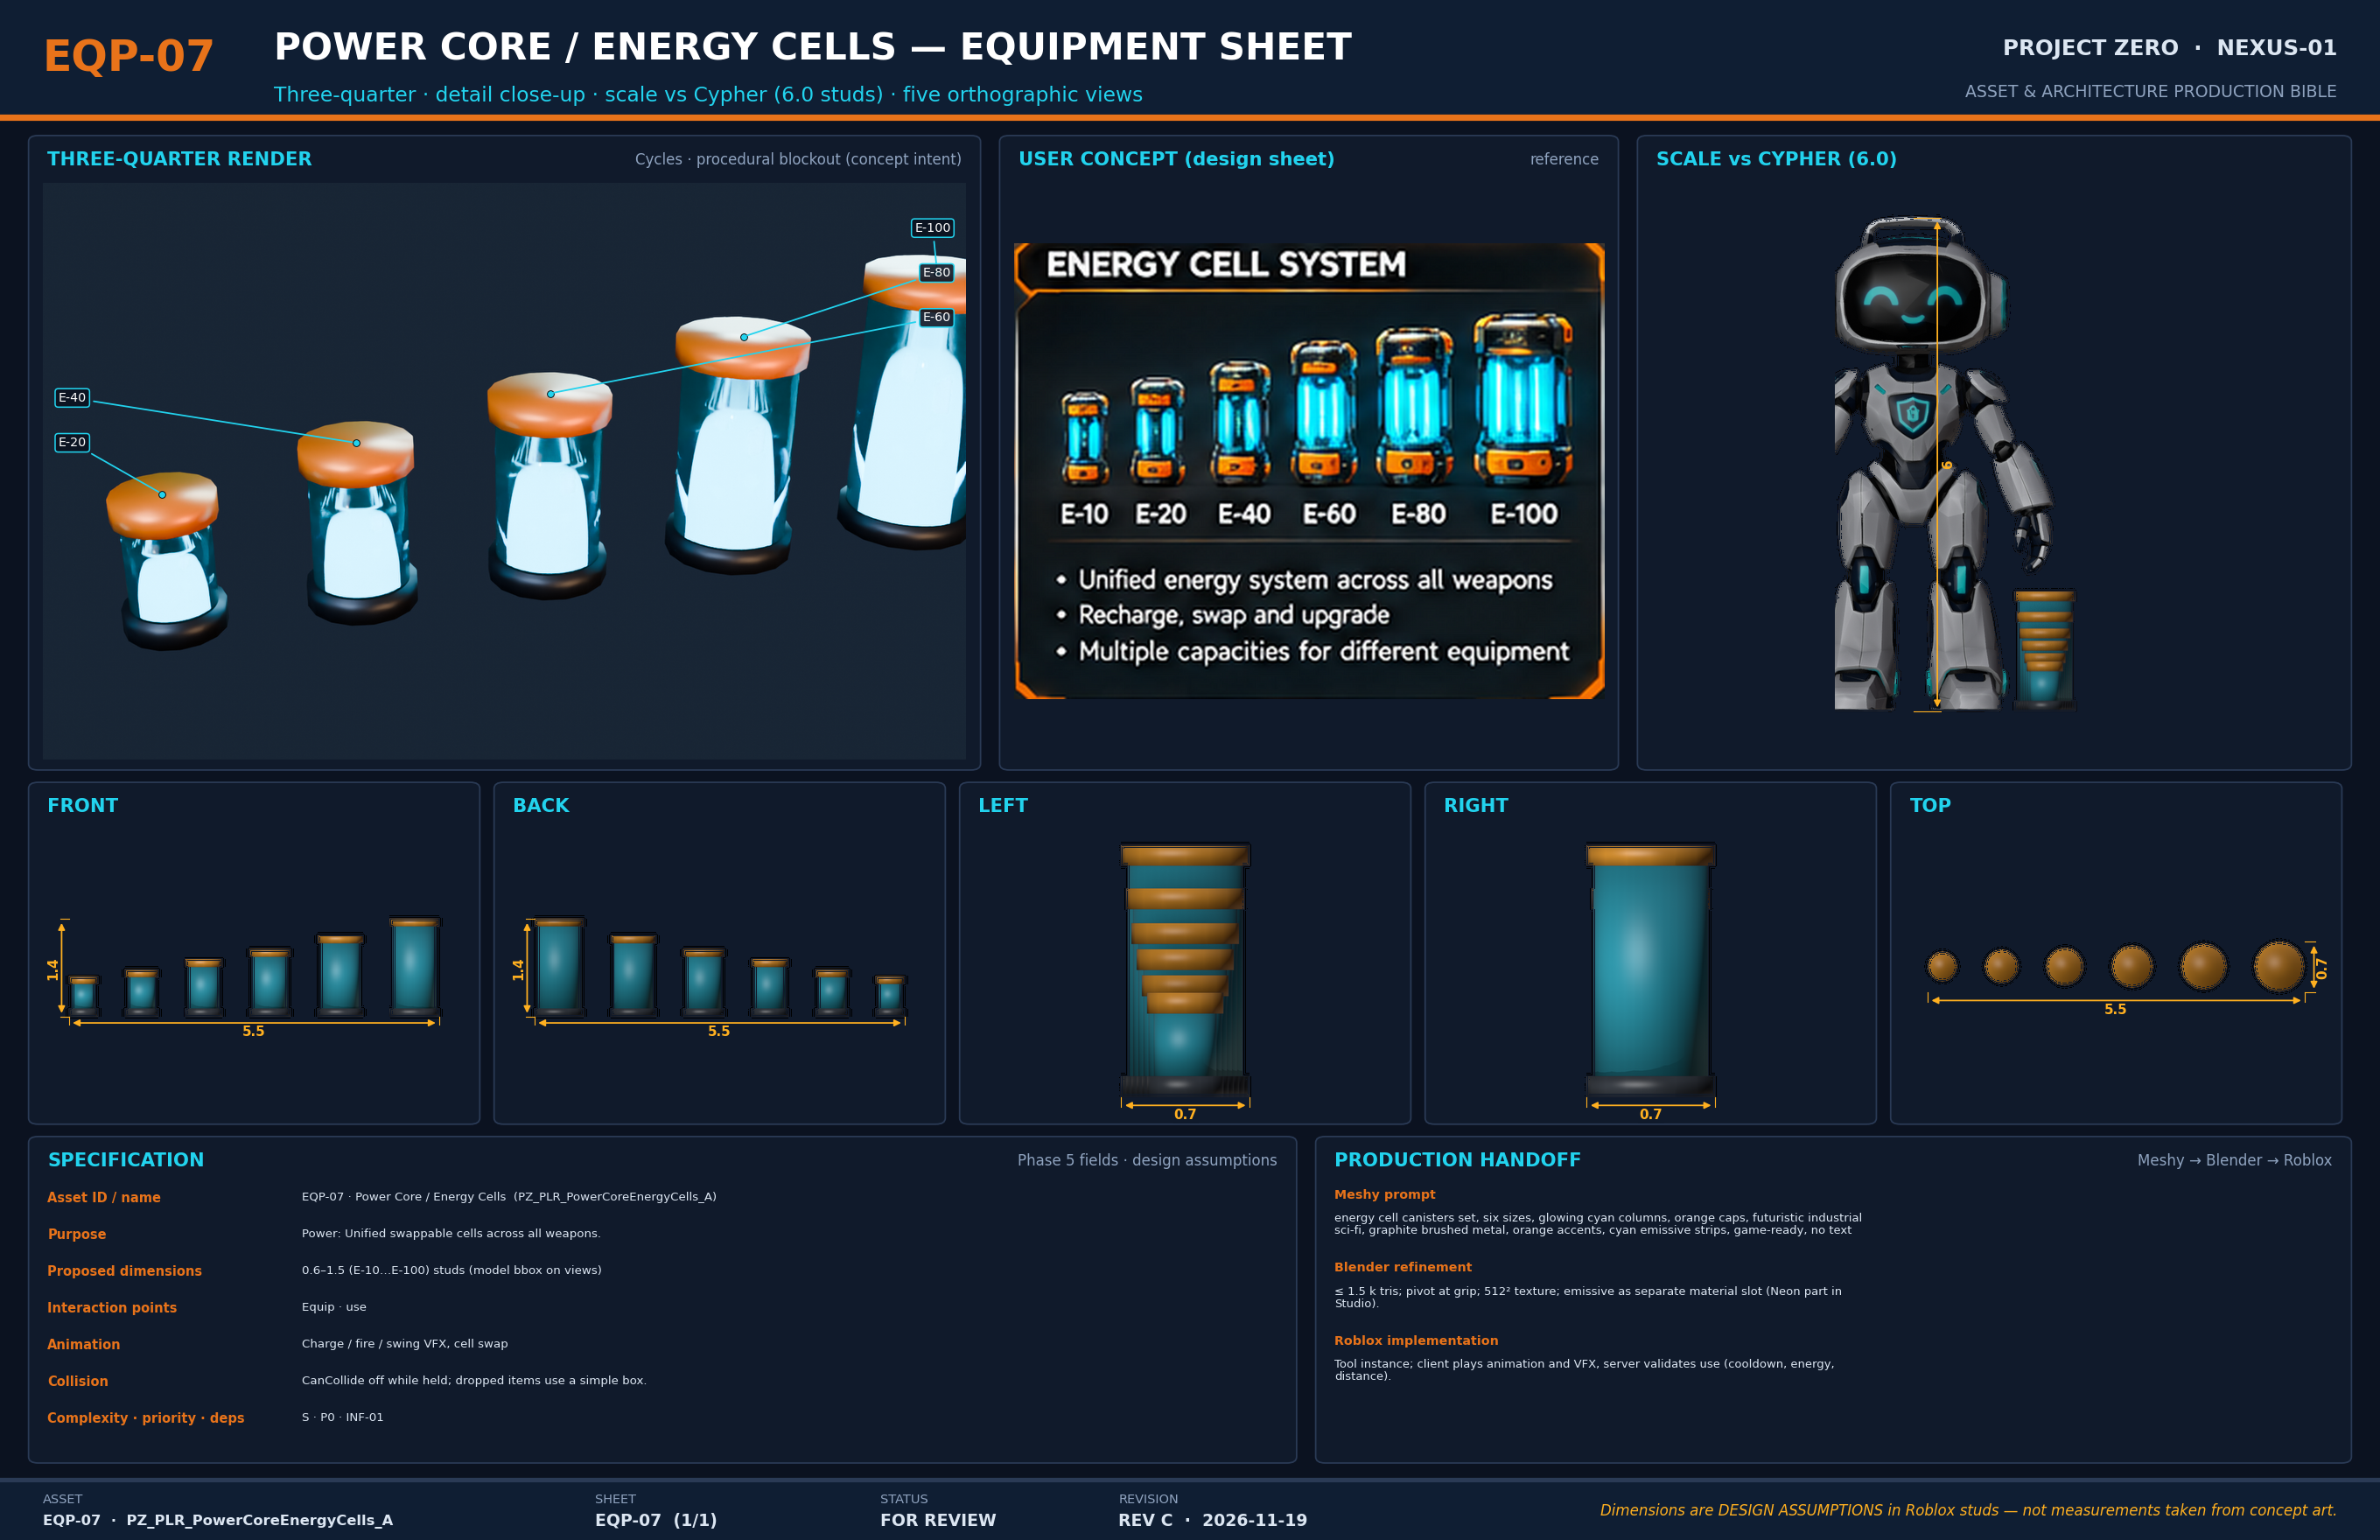 EQP-07
POWER CORE / ENERGY CELLS — EQUIPMENT SHEET
Three-quarter · detail close-up · scale vs Cypher (6.0 studs) · five orthographic views
PROJECT ZERO · NEXUS-01
ASSET & ARCHITECTURE PRODUCTION BIBLE
THREE-QUARTER RENDER
Cycles · procedural blockout (concept intent)
E-100
E-80
E-60
E-40
E-20
USER CONCEPT (design sheet)
reference
ENERGY CELL SYSTEM
E-10 E-20 E-40 E-60 E-80 E-100
• Unified energy system across all weapons
• Recharge, swap and upgrade
• Multiple capacities for different equipment
SCALE vs CYPHER (6.0)
6
FRONT
1.4
5.5
BACK
1.4
5.5
LEFT
0.7
RIGHT
0.7
TOP
0.7
5.5
SPECIFICATION
Phase 5 fields · design assumptions
Asset ID / name
EQP-07 · Power Core / Energy Cells (PZ_PLR_PowerCoreEnergyCells_A)
Purpose
Power: Unified swappable cells across all weapons.
Proposed dimensions
0.6–1.5 (E-10…E-100) studs (model bbox on views)
Interaction points
Equip · use
Animation
Charge / fire / swing VFX, cell swap
Collision
CanCollide off while held; dropped items use a simple box.
Complexity · priority · deps
S · P0 · INF-01
PRODUCTION HANDOFF
Meshy → Blender → Roblox
Meshy prompt
energy cell canisters set, six sizes, glowing cyan columns, orange caps, futuristic industrial
sci-fi, graphite brushed metal, orange accents, cyan emissive strips, game-ready, no text
Blender refinement
≤ 1.5 k tris; pivot at grip; 512² texture; emissive as separate material slot (Neon part in
Studio).
Roblox implementation
Tool instance; client plays animation and VFX, server validates use (cooldown, energy,
distance).
ASSET
EQP-07 · PZ_PLR_PowerCoreEnergyCells_A
SHEET
EQP-07 (1/1)
STATUS
FOR REVIEW
REVISION
REV C · 2026-11-19
Dimensions are DESIGN ASSUMPTIONS in Roblox studs — not measurements taken from concept art.